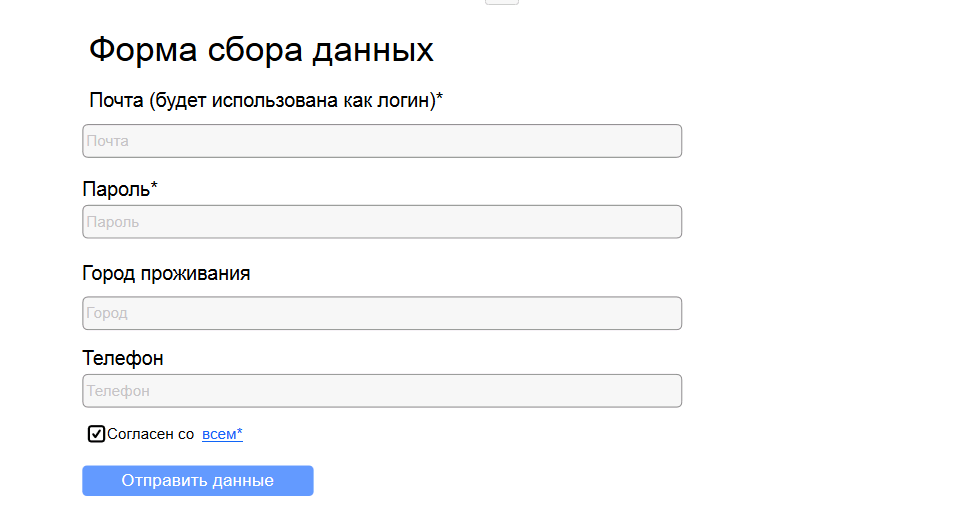 Форма сбора данных
Почта (будет использована как логин)*
Почта
Пароль*
Пароль
Город проживания
Город
Телефон
Телефон
Согласен со всем*
Отправить данные